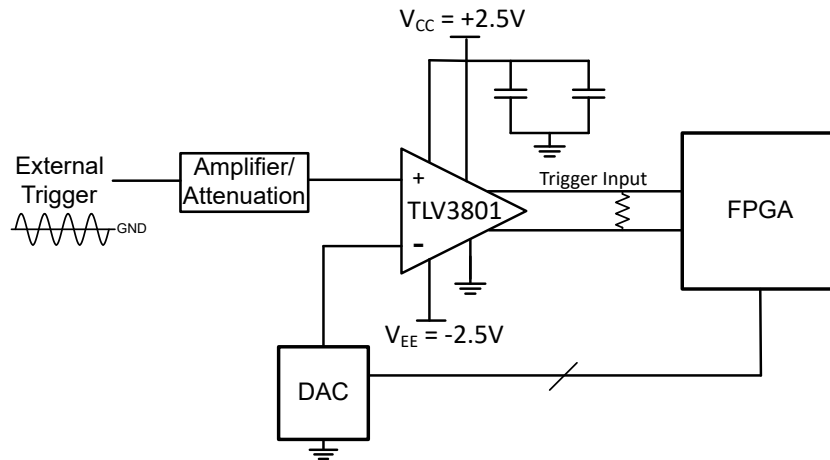 V_CC = +2.5V
External
Trigger
GND
Amplifier/
Attenuation
+
TLV3801
-
Trigger Input
FPGA
V_EE = -2.5V
DAC